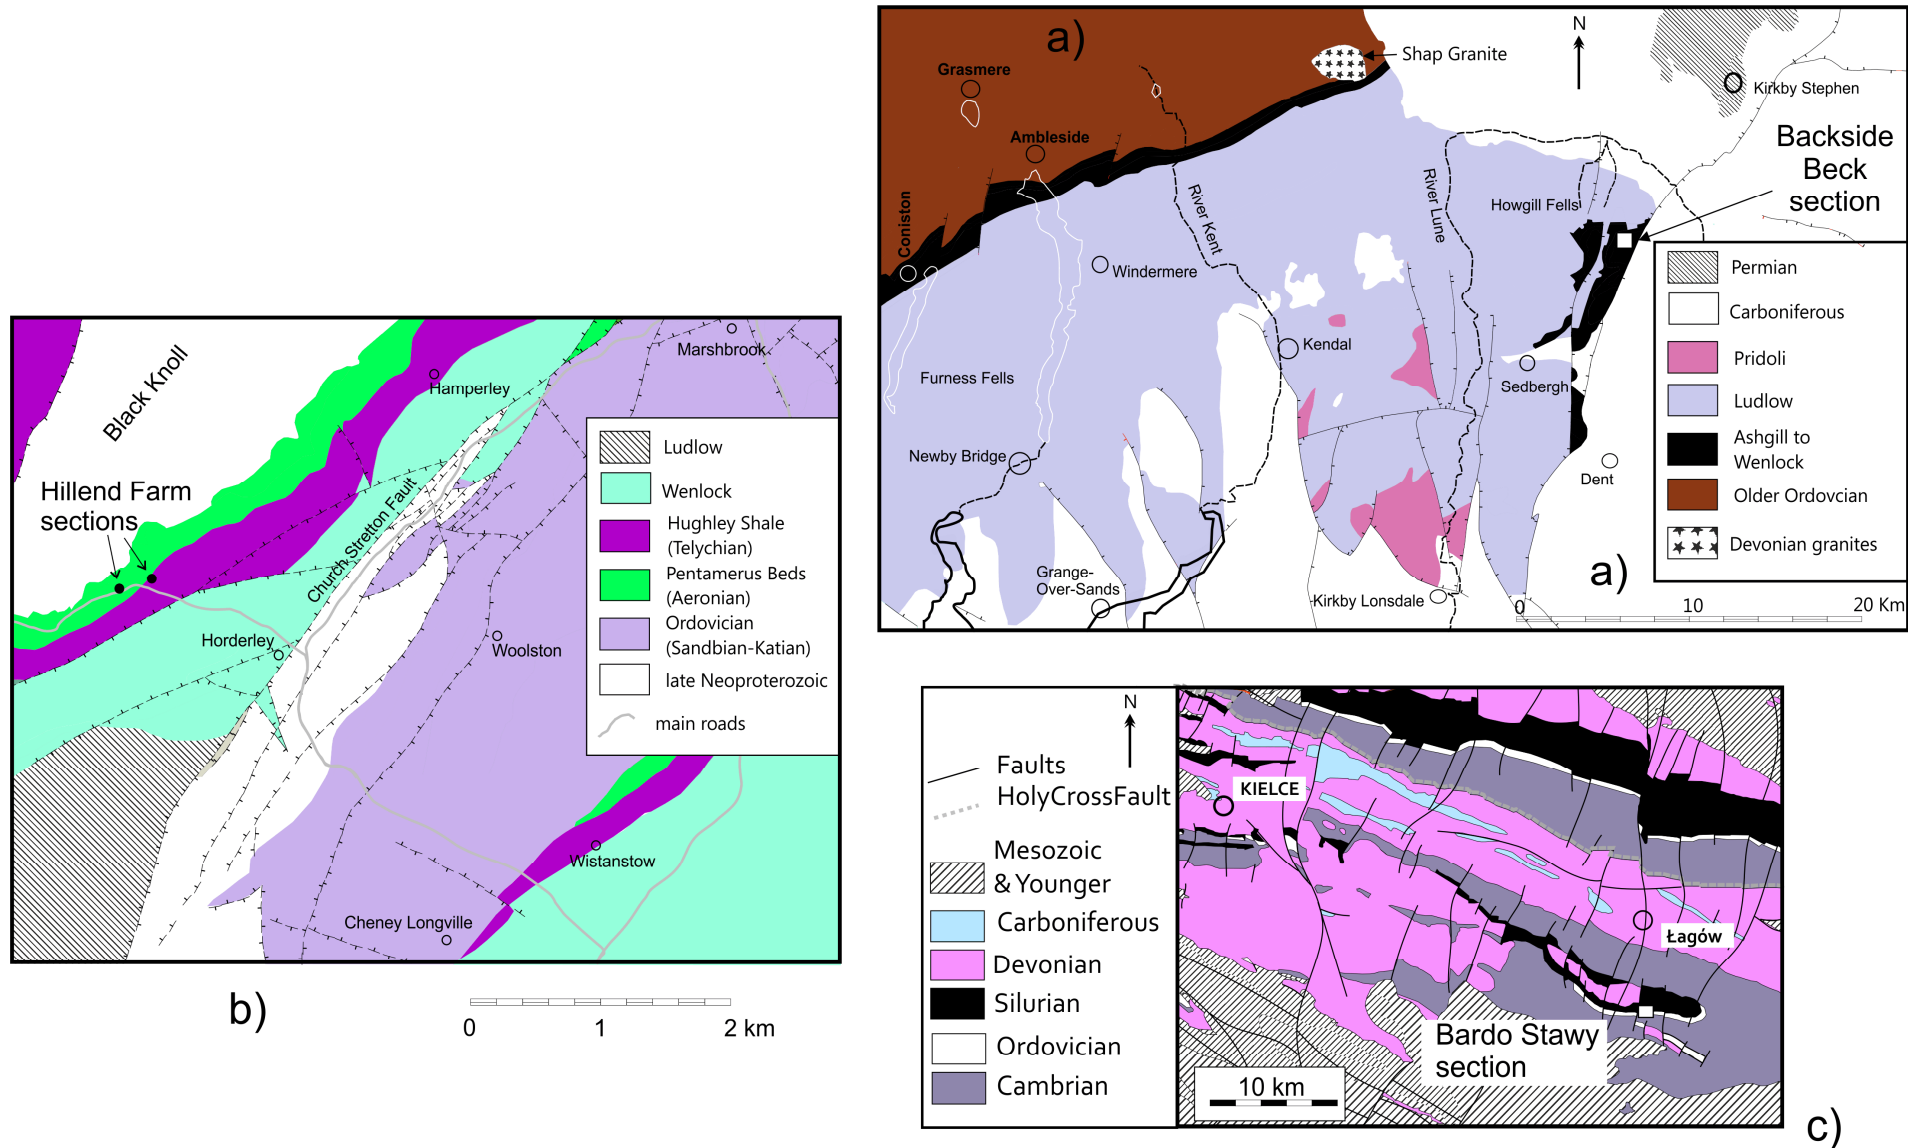 a)
N
Shap Granite
Grasmere
Kirkby Stephen
Ambleside
Backside
Beck
section
River Kent
River Lune
Howgill Fells
Coniston
Windermere
Permian
Carboniferous
Kendal
Pridoli
Furness Fells
Sedbergh
Ludlow
Ashgill to
Wenlock
Newby Bridge
Dent
Older Ordovcian
Devonian granites
Grange-
Over-Sands
a)
Kirkby Lonsdale
0 10 20 Km
Black Knoll
Marshbrook
Hamperley
Hillend Farm
sections
Church Stretton Fault
Ludlow
Wenlock
Hughley Shale
(Telychian)
Pentamerus Beds
(Aeronian)
Ordovician
(Sandbian-Katian)
late Neoproterozoic
main roads
Horderley
Woolston
Wistanstow
Cheney Longville
b)
0 1 2 km
N
Faults
HolyCrossFault
Mesozoic
& Younger
Carboniferous
Devonian
Silurian
Ordovician
Cambrian
KIELCE
Łagów
Bardo Stawy
section
10 km
c)